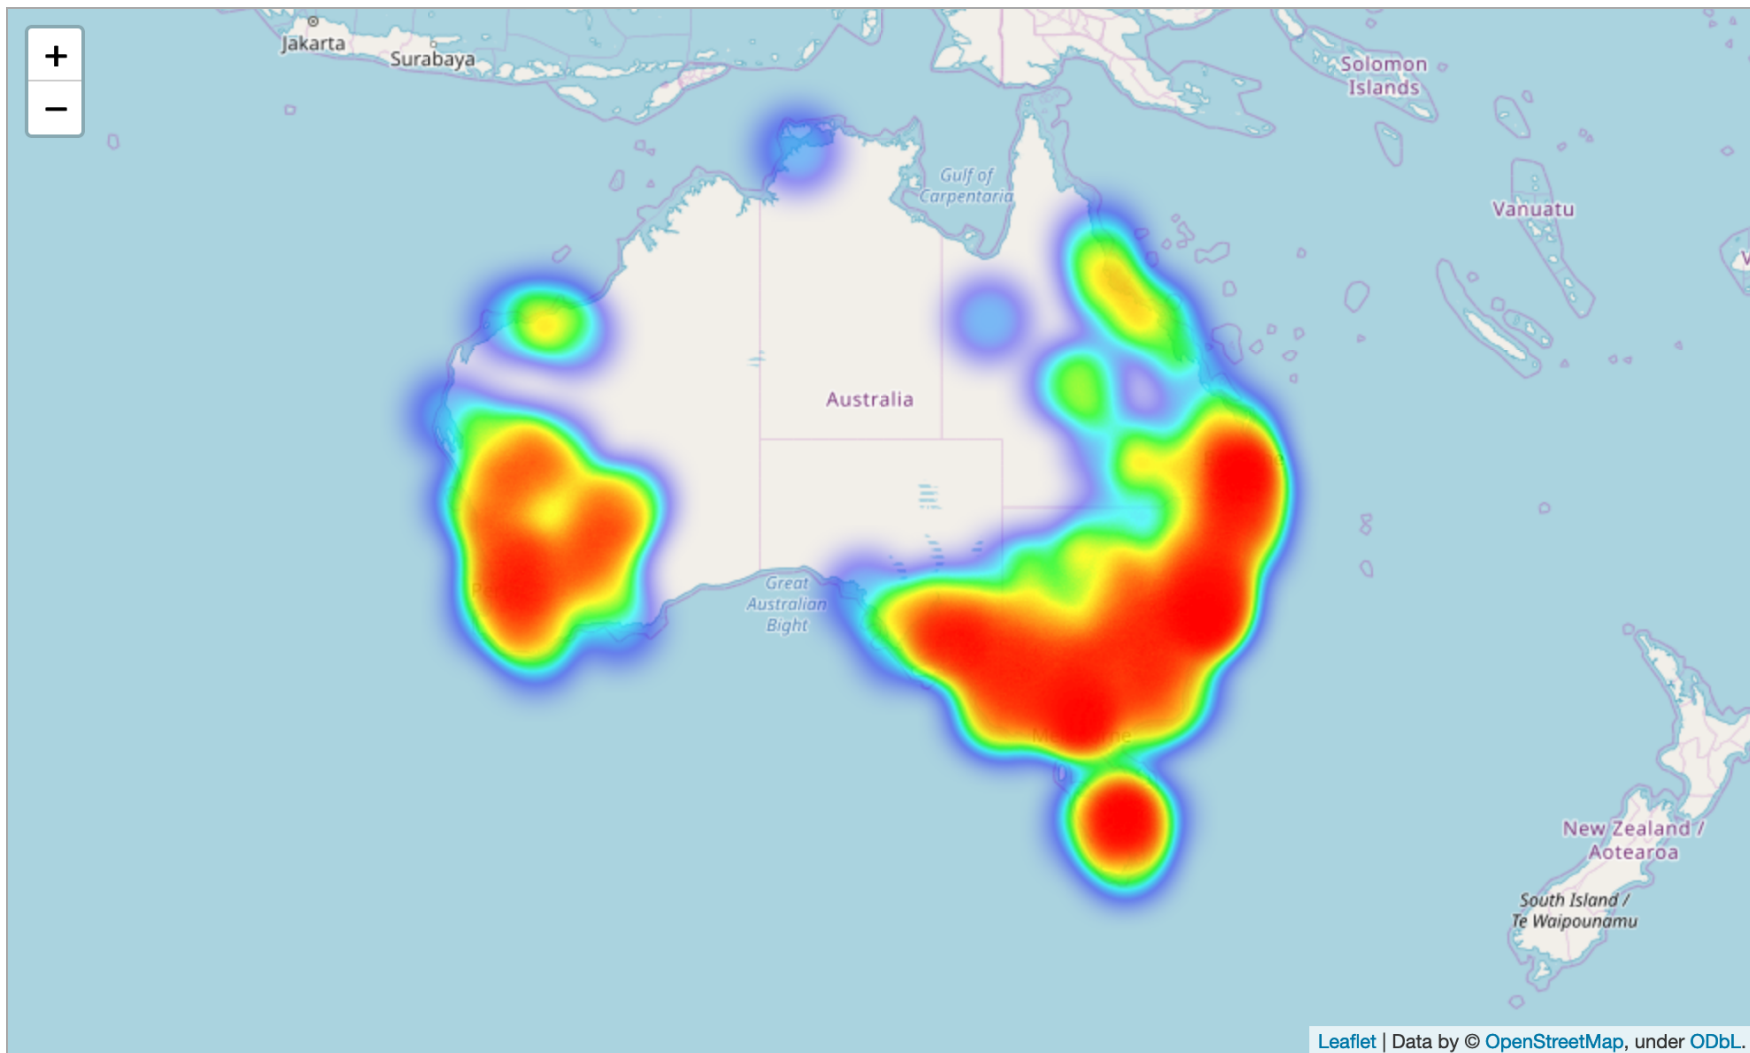 +
−
Jakarta
Surabaya
Solomon
Islands
Gulf of
Carpentaria
Vanuatu
Australia
Great
Australian
Bight
New Zealand /
Aotearoa
South Island /
Te Waipounamu
Leaflet | Data by © OpenStreetMap, under ODbL.